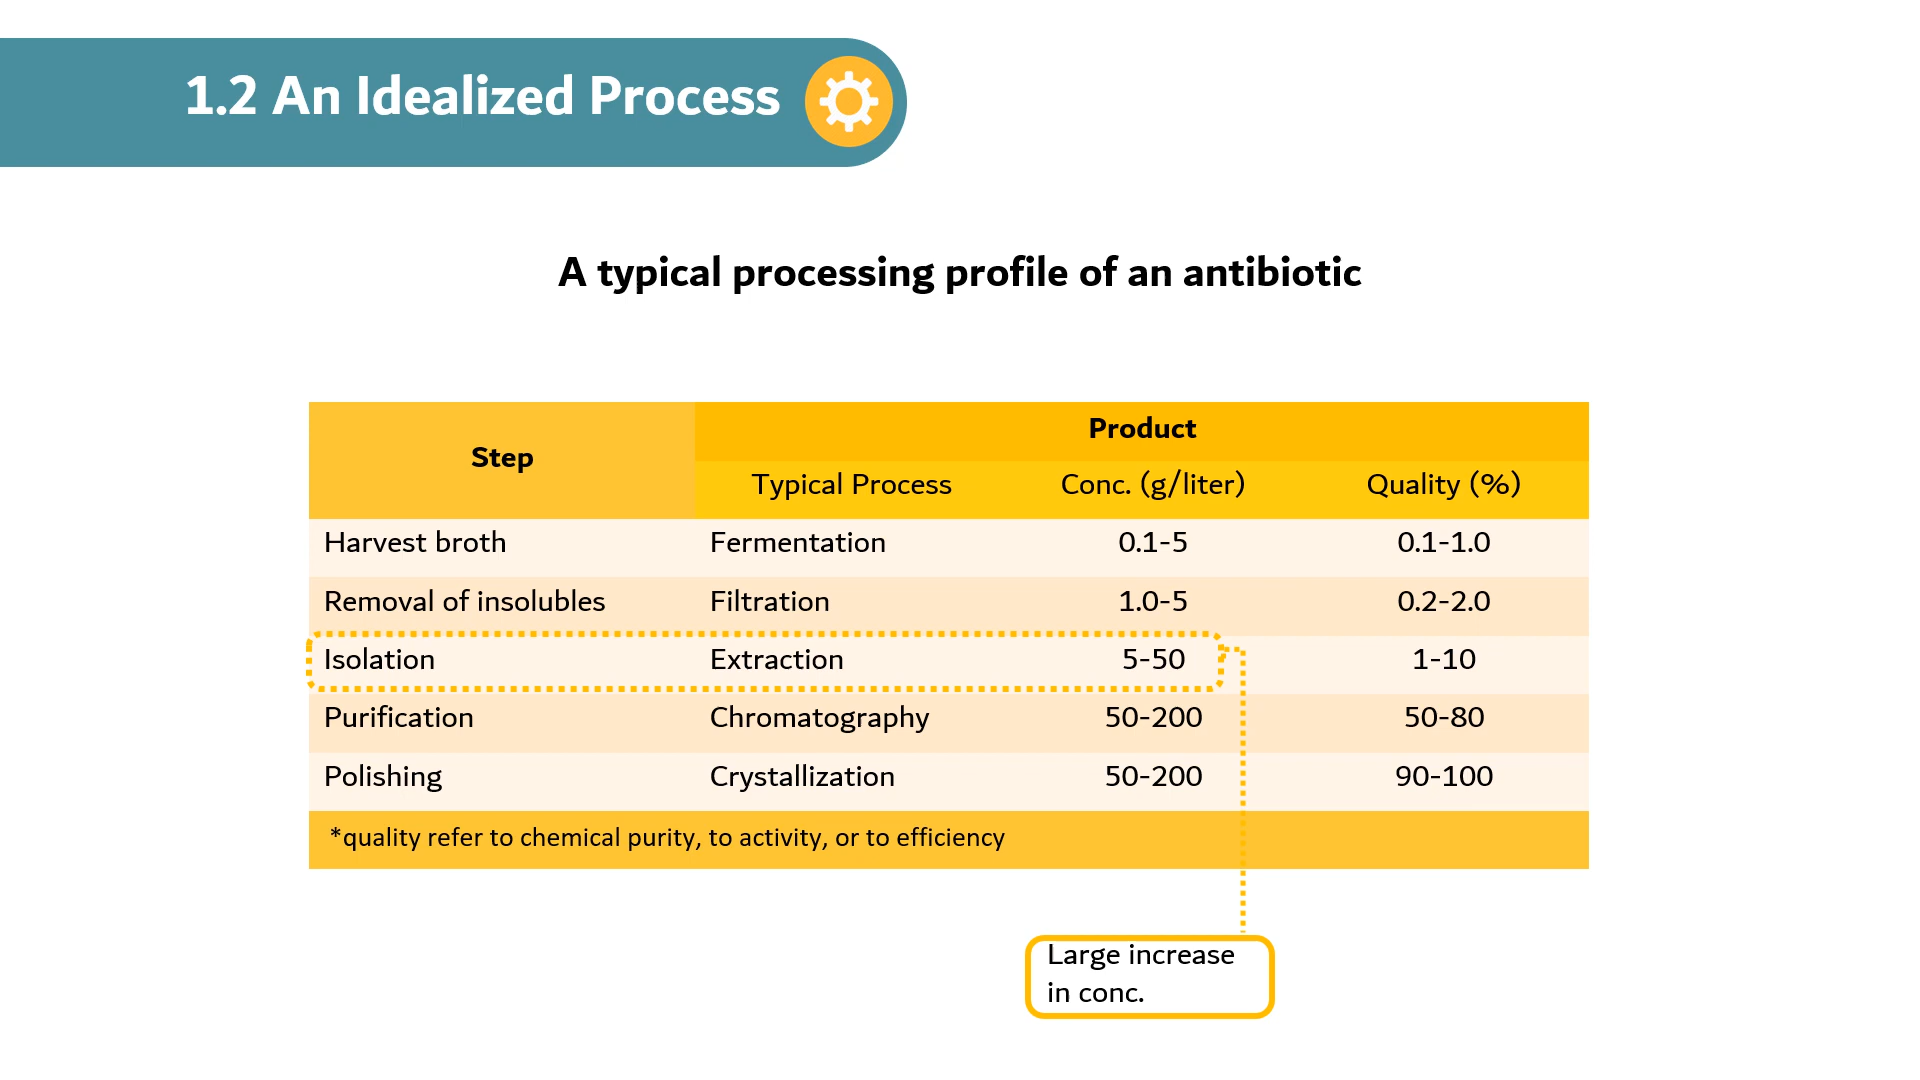 1.2 An Idealized Process
A typical processing profile of an antibiotic
Step
Product
Typical Process Conc. (g/liter) Quality (%)
Harvest broth Fermentation 0.1-5 0.1-1.0
Removal of insolubles Filtration 1.0-5 0.2-2.0
Isolation Extraction 5-50 1-10
Purification Chromatography 50-200 50-80
Polishing Crystallization 50-200 90-100
*quality refer to chemical purity, to activity, or to efficiency
Large increase
in conc.